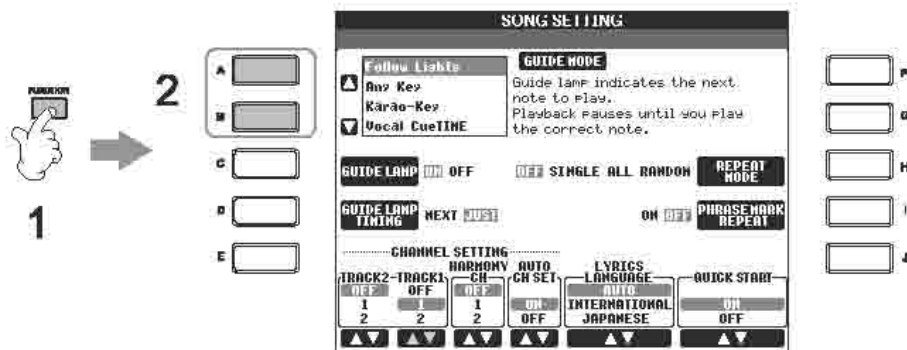 SONG SETTING
FUNCTION
1
2
A
B
C
D
E
Follow Lights
Any Key
Karao-Key
Vocal CueTIME
GUIDE MODE
Guide lamp indicates the next
note to play.
Playback pauses until you play
the correct note.
GUIDE LAMP ON OFF
OFF SINGLE ALL RANDOM REPEAT MODE
GUIDE LAMP TIMING NEXT JUST
ON OFF PHRASE MARK REPEAT
CHANNEL SETTING
TRACK2 TRACK1 HARMONY CH AUTO CH SET LYRICS LANGUAGE QUICK START
OFF OFF OFF AUTO
1 1 1 ON INTERNATIONAL ON
2 2 2 OFF JAPANESE OFF
H